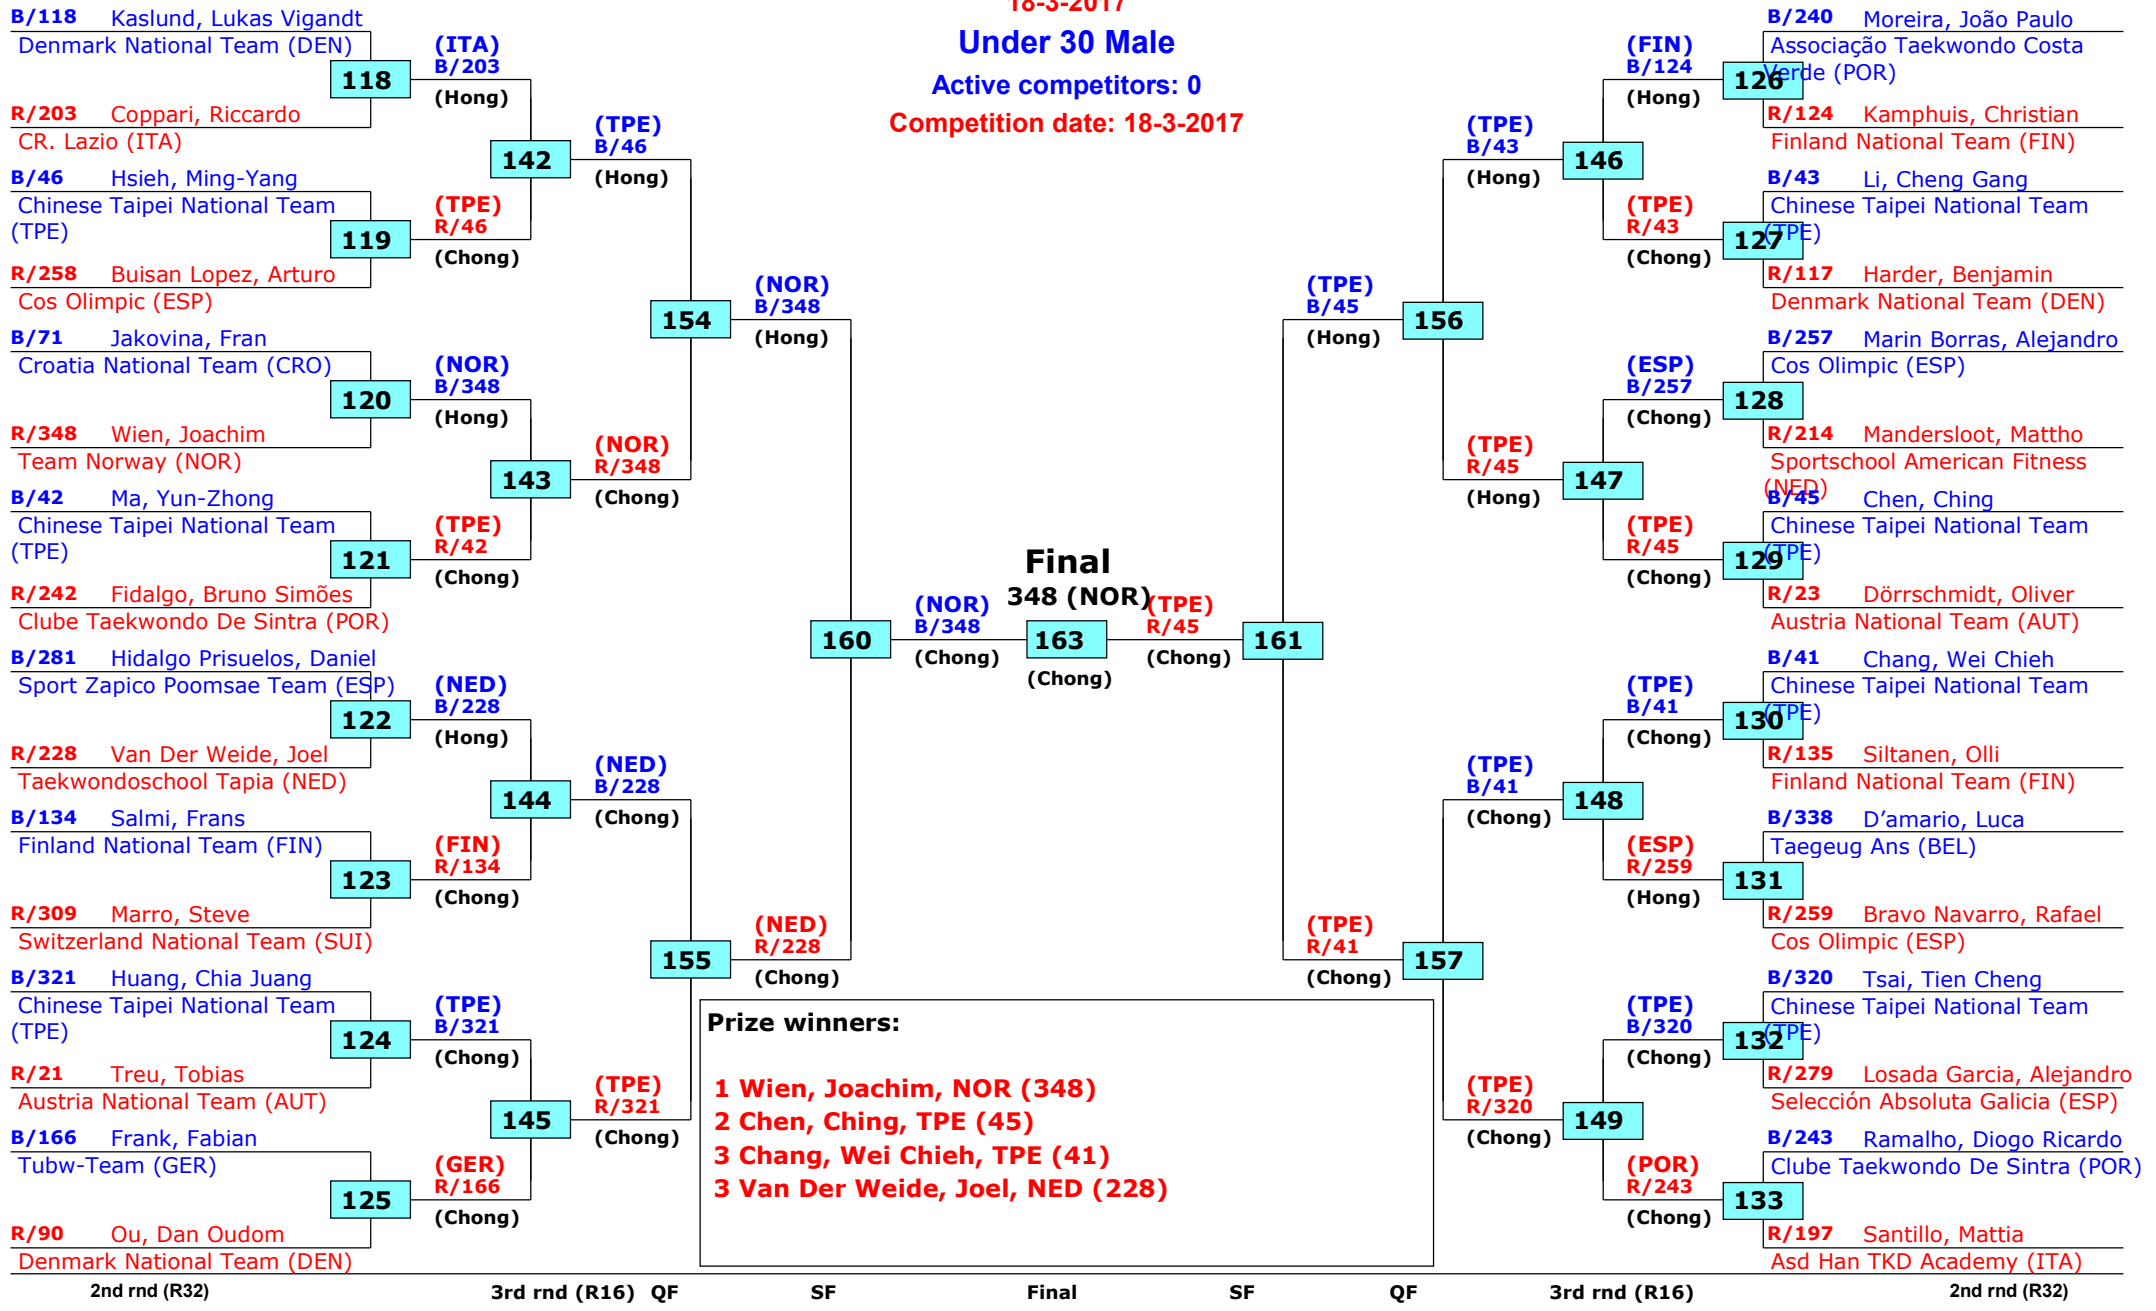 18-3-2017
Under 30 Male
Active competitors: 0
Competition date: 18-3-2017
B/118 Kaslund, Lukas Vigandt
Denmark National Team (DEN)
118
R/203 Coppari, Riccardo
CR. Lazio (ITA)
B/46 Hsieh, Ming-Yang
Chinese Taipei National Team
(TPE)
119
R/258 Buisan Lopez, Arturo
Cos Olimpic (ESP)
B/71 Jakovina, Fran
Croatia National Team (CRO)
120
R/348 Wien, Joachim
Team Norway (NOR)
B/42 Ma, Yun-Zhong
Chinese Taipei National Team
(TPE)
121
R/242 Fidalgo, Bruno Simões
Clube Taekwondo De Sintra (POR)
B/281 Hidalgo Prisuelos, Daniel
Sport Zapico Poomsae Team (ESP)
122
R/228 Van Der Weide, Joel
Taekwondoschool Tapia (NED)
B/134 Salmi, Frans
Finland National Team (FIN)
123
R/309 Marro, Steve
Switzerland National Team (SUI)
B/321 Huang, Chia Juang
Chinese Taipei National Team
(TPE)
124
R/21 Treu, Tobias
Austria National Team (AUT)
B/166 Frank, Fabian
Tubw-Team (GER)
125
R/90 Ou, Dan Oudom
Denmark National Team (DEN)
(ITA)
B/203
(Hong)
142
(TPE)
R/46
(Chong)
(NOR)
B/348
(Hong)
143
(TPE)
R/42
(Chong)
(NED)
B/228
(Hong)
144
(FIN)
R/134
(Chong)
(TPE)
B/321
(Chong)
145
(GER)
R/166
(Chong)
(TPE)
B/46
(Hong)
154
(NOR)
R/348
(Chong)
(NED)
B/228
(Chong)
155
(TPE)
R/321
(Chong)
(NOR)
B/348
(Hong)
160
(NED)
R/228
(Chong)
(NOR)
B/348
(Chong)
Final
348 (NOR)
163
(Chong)
(TPE)
R/45
(Chong)
161
(TPE)
B/45
(Hong)
156
(TPE)
R/41
(Chong)
157
(TPE)
B/43
(Hong)
146
(TPE)
R/45
(Hong)
147
(TPE)
B/41
(Chong)
148
(TPE)
R/320
(Chong)
149
(FIN)
B/124
(Hong)
(TPE)
R/43
(Chong)
(ESP)
B/257
(Chong)
(TPE)
R/45
(Chong)
(TPE)
B/41
(Chong)
(ESP)
R/259
(Hong)
(TPE)
B/320
(Chong)
(POR)
R/243
(Chong)
B/240 Moreira, João Paulo
Associação Taekwondo Costa
Verde (POR)
126
R/124 Kamphuis, Christian
Finland National Team (FIN)
B/43 Li, Cheng Gang
Chinese Taipei National Team
(TPE)
127
R/117 Harder, Benjamin
Denmark National Team (DEN)
B/257 Marin Borras, Alejandro
Cos Olimpic (ESP)
128
R/214 Mandersloot, Mattho
Sportschool American Fitness
(NED)
B/45 Chen, Ching
Chinese Taipei National Team
(TPE)
129
R/23 Dörrschmidt, Oliver
Austria National Team (AUT)
B/41 Chang, Wei Chieh
Chinese Taipei National Team
(TPE)
130
R/135 Siltanen, Olli
Finland National Team (FIN)
B/338 D’amario, Luca
Taegeug Ans (BEL)
131
R/259 Bravo Navarro, Rafael
Cos Olimpic (ESP)
B/320 Tsai, Tien Cheng
Chinese Taipei National Team
(TPE)
132
R/279 Losada Garcia, Alejandro
Selección Absoluta Galicia (ESP)
B/243 Ramalho, Diogo Ricardo
Clube Taekwondo De Sintra (POR)
133
R/197 Santillo, Mattia
Asd Han TKD Academy (ITA)
Prize winners:
1 Wien, Joachim, NOR (348)
2 Chen, Ching, TPE (45)
3 Chang, Wei Chieh, TPE (41)
3 Van Der Weide, Joel, NED (228)
2nd rnd (R32) 3rd rnd (R16) QF SF Final SF QF 3rd rnd (R16) 2nd rnd (R32)